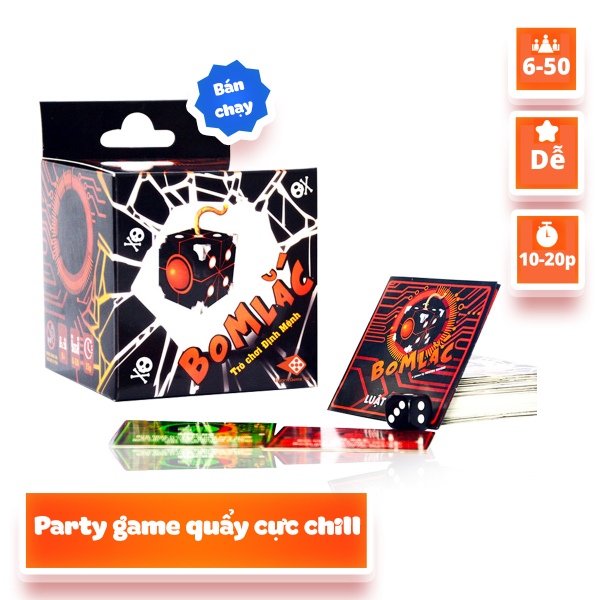 Bán
chạy
6-50
Dễ
10-20p
BOMLẮC
Trò chơi Định Mệnh
BOMLẮC
LUẬT
Party game quẩy cực chill